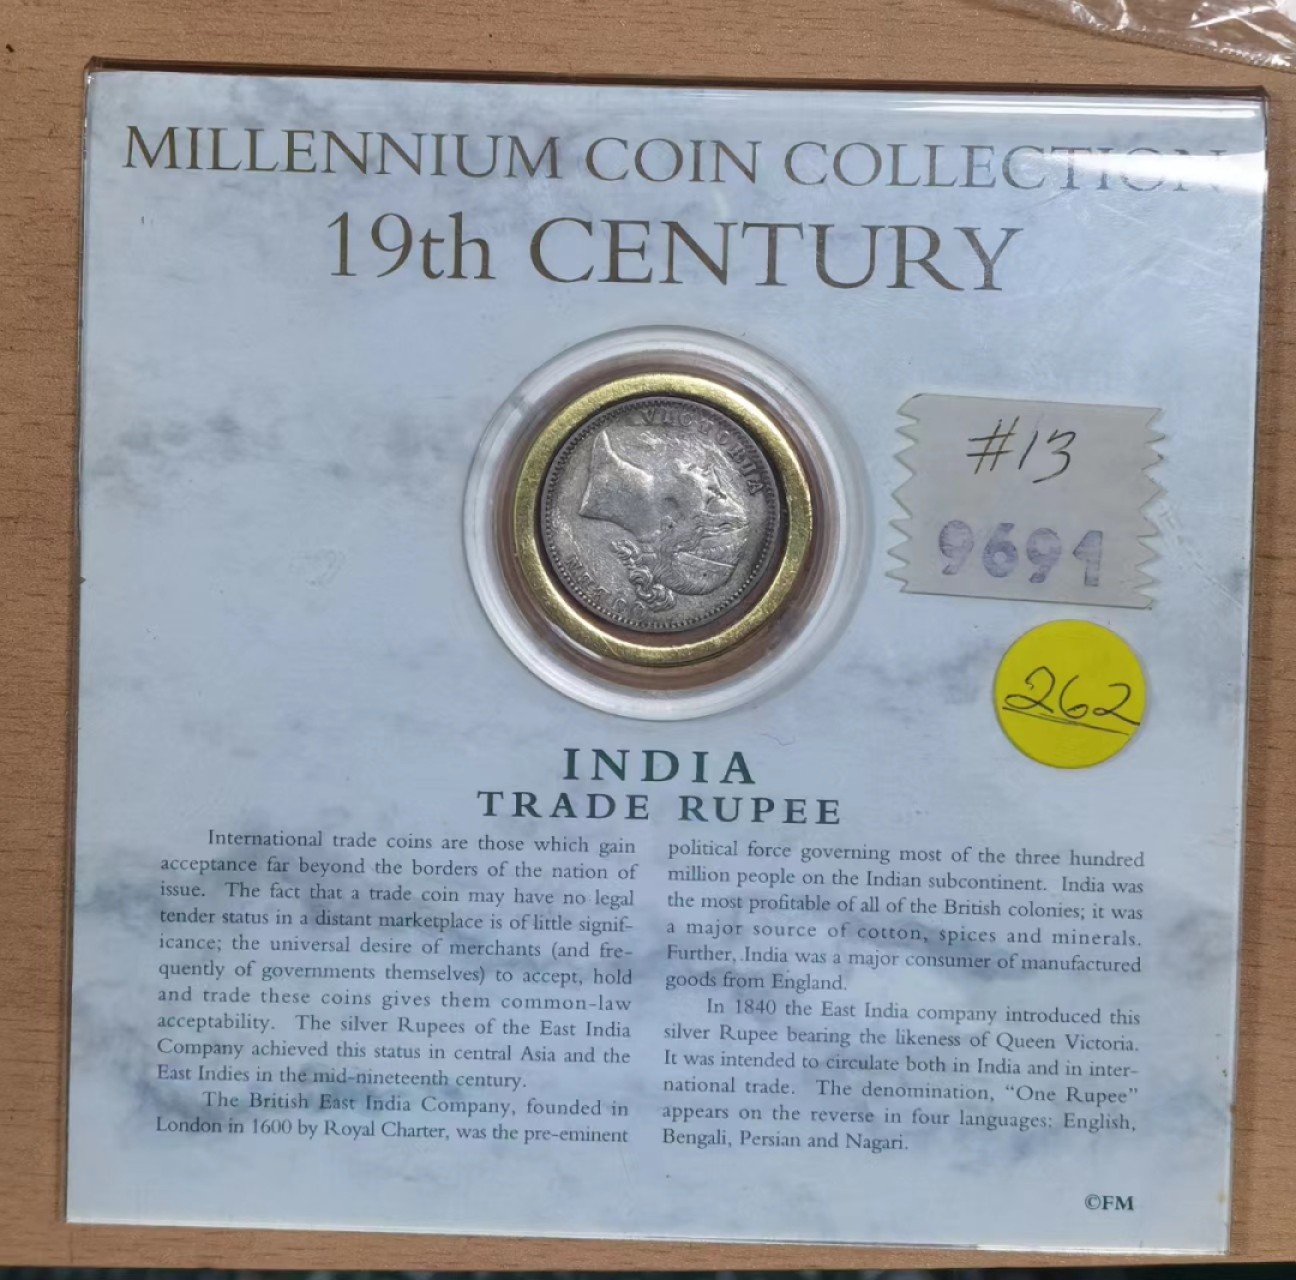 MILLENNIUM COIN COLLECTION
19th CENTURY
VICTORIA
QUEEN
#13
9691
262
INDIA
TRADE RUPEE
International trade coins are those which gain
acceptance far beyond the borders of the nation of
issue. The fact that a trade coin may have no legal
tender status in a distant marketplace is of little signif-
icance; the universal desire of merchants (and fre-
quently of governments themselves) to accept, hold
and trade these coins gives them common-law
acceptability. The silver Rupees of the East India
Company achieved this status in central Asia and the
East Indies in the mid-nineteenth century.
The British East India Company, founded in
London in 1600 by Royal Charter, was the pre-eminent
political force governing most of the three hundred
million people on the Indian subcontinent. India was
the most profitable of all of the British colonies; it was
a major source of cotton, spices and minerals.
Further, India was a major consumer of manufactured
goods from England.
In 1840 the East India company introduced this
silver Rupee bearing the likeness of Queen Victoria.
It was intended to circulate both in India and in inter-
national trade. The denomination, "One Rupee"
appears on the reverse in four languages: English,
Bengali, Persian and Nagari.
©FM